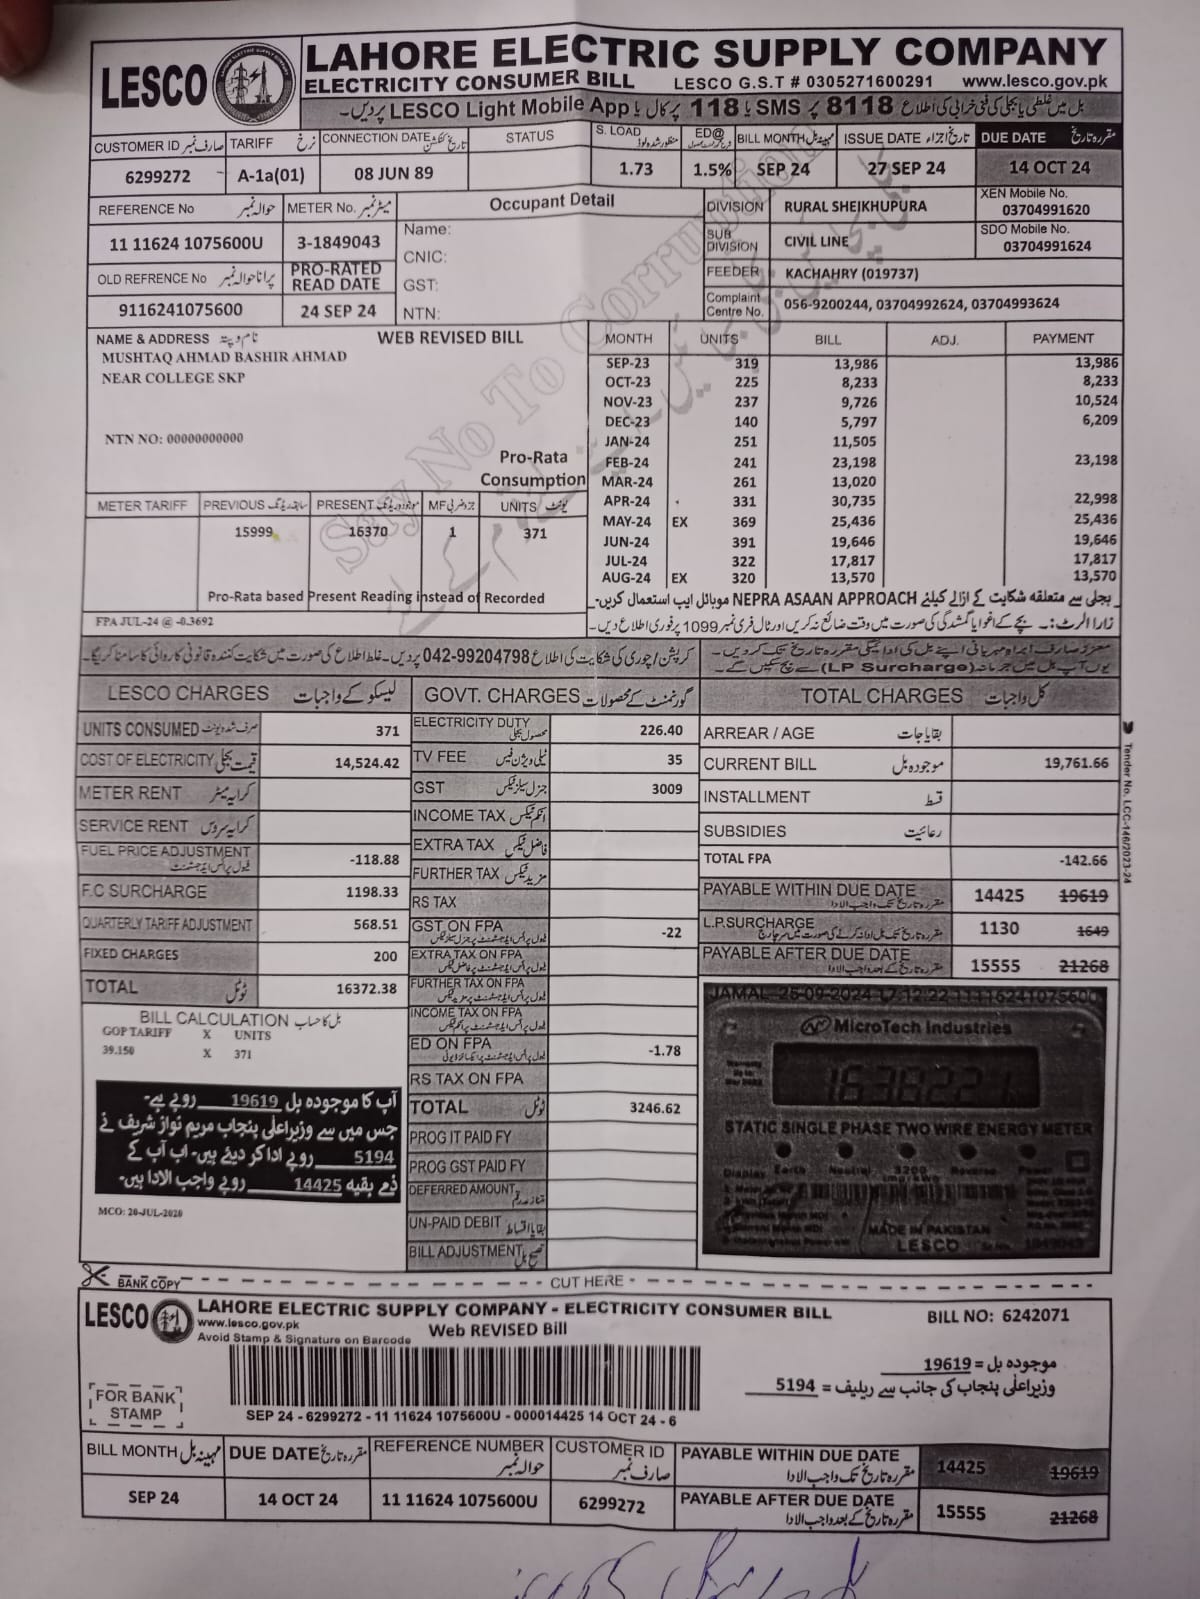 LESCO
LAHORE ELECTRIC SUPPLY COMPANY
ELECTRICITY CONSUMER BILL LESCO G.S.T # 0305271600291 www.lesco.gov.pk
بل میں غلطی یا بجلی کی فنی خرابی کی اطلاع 8118 پر SMS یا 118 پر کال یا LESCO Light Mobile App پر دیں۔
CUSTOMER ID صارف نمبر TARIFF نرخ CONNECTION DATE تاریخ کنکشن STATUS S. LOAD منظور شدہ لوڈ ED@ BILL MONTH مہینہ بل ISSUE DATE تاریخ اجراء DUE DATE مقررہ تاریخ
6299272 A-1a(01) 08 JUN 89 1.73 1.5% SEP 24 27 SEP 24 14 OCT 24
REFERENCE No حوالہ نمبر METER No. میٹر نمبر
11 11624 1075600U 3-1849043
OLD REFRENCE No پرانا حوالہ نمبر PRO-RATED READ DATE
9116241075600 24 SEP 24
Occupant Detail
Name:
CNIC:
GST:
NTN:
DIVISION RURAL SHEIKHUPURA
SUB DIVISION CIVIL LINE
FEEDER KACHAHRY (019737)
Complaint Centre No. 056-9200244, 03704992624, 03704993624
XEN Mobile No.
03704991620
SDO Mobile No.
03704991624
Say No To Corruption
NAME & ADDRESS نام و پتہ WEB REVISED BILL
MUSHTAQ AHMAD BASHIR AHMAD
NEAR COLLEGE SKP
NTN NO: 00000000000
Pro-Rata
Consumption
METER TARIFF PREVIOUS سابقہ ریڈنگ PRESENT موجودہ ریڈنگ MF ضربی جز UNITS یونٹ
15999 16370 1 371
Pro-Rata based Present Reading instead of Recorded
FPA JUL-24 @ -0.3692
MONTH UNITS BILL ADJ. PAYMENT
SEP-23 319 13,986 13,986
OCT-23 225 8,233 8,233
NOV-23 237 9,726 10,524
DEC-23 140 5,797 6,209
JAN-24 251 11,505
FEB-24 241 23,198 23,198
MAR-24 261 13,020
APR-24 331 30,735 22,998
MAY-24 EX 369 25,436 25,436
JUN-24 391 19,646 19,646
JUL-24 322 17,817 17,817
AUG-24 EX 320 13,570 13,570
بجلی سے متعلقہ شکایت کے ازالے کیلئے NEPRA ASAAN APPROACH موبائل ایپ استعمال کریں۔
زارا الرٹ:۔ بچے کے اغوا یا گمشدگی کی صورت میں وقت ضائع نہ کریں اور ٹال فری نمبر 1099 پر فوری اطلاع دیں۔
کرپشن/چوری کی شکایت کی اطلاع 042-99204798 پر دیں۔ غلط اطلاع کی صورت میں شکایت کنندہ قانونی کاروائی کا سامنا کریگا۔
معزز صارف براہ مہربانی اپنے بل کی ادائیگی مقررہ تاریخ تک کر دیں۔
یوں آپ بل میں جرمانہ (LP Surcharge) سے بچ سکیں گے۔
LESCO CHARGES لیسکو کے واجبات
UNITS CONSUMED صرف شدہ یونٹ 371
COST OF ELECTRICITY قیمت بجلی 14,524.42
METER RENT کرایہ میٹر
SERVICE RENT کرایہ سروس
FUEL PRICE ADJUSTMENT فیول پرائس ایڈجسٹمنٹ -118.88
F.C SURCHARGE 1198.33
QUARTERLY TARIFF ADJUSTMENT 568.51
FIXED CHARGES 200
TOTAL ٹوٹل 16372.38
BILL CALCULATION بل کا حساب
GOP TARIFF X UNITS
39.150 X 371
آپ کا موجودہ بل 19619 روپے ہے۔
جس میں سے وزیراعلی پنجاب مریم نواز شریف نے
5194 روپے ادا کر دیئے ہیں۔ اب آپ کے
ذمے بقیہ 14425 روپے واجب الادا ہیں۔
MCO: 20-JUL-2020
GOVT. CHARGES گورنمنٹ کے محصولات
ELECTRICITY DUTY محصول بجلی 226.40
TV FEE ٹیلی ویژن فیس 35
GST جنرل سیلز ٹیکس 3009
INCOME TAX انکم ٹیکس
EXTRA TAX فاضل ٹیکس
FURTHER TAX مزید ٹیکس
RS TAX
GST ON FPA -22
EXTRA TAX ON FPA
FURTHER TAX ON FPA
INCOME TAX ON FPA
ED ON FPA -1.78
RS TAX ON FPA
TOTAL ٹوٹل 3246.62
PROG IT PAID FY
PROG GST PAID FY
DEFERRED AMOUNT
UN-PAID DEBIT بقایا اقساط
BILL ADJUSTMENT تصحیح بل
TOTAL CHARGES کل واجبات
ARREAR / AGE بقایا جات
CURRENT BILL موجودہ بل 19,761.66
INSTALLMENT قسط
SUBSIDIES رعائیت
TOTAL FPA -142.66
PAYABLE WITHIN DUE DATE مقررہ تاریخ تک واجب الادا 14425 19619
L.P.SURCHARGE 1130 1649
PAYABLE AFTER DUE DATE مقررہ تاریخ کے بعد واجب الادا 15555 21268
Tender No. LCC-146/2023-24
JAMAL 25-09-2024 17:12:22 11116241075600
MicroTech Industries
STATIC SINGLE PHASE TWO WIRE ENERGY METER
Display Earth Neutral 3200 Reverse Power
MADE IN PAKISTAN
LESCO
BANK COPY CUT HERE
LESCO LAHORE ELECTRIC SUPPLY COMPANY - ELECTRICITY CONSUMER BILL BILL NO: 6242071
www.lesco.gov.pk Web REVISED Bill
Avoid Stamp & Signature on Barcode
موجودہ بل = 19619
وزیراعلی پنجاب کی جانب سے ریلیف = 5194
FOR BANK
STAMP
SEP 24 - 6299272 - 11 11624 1075600U - 000014425 14 OCT 24 - 6
BILL MONTH مہینہ بل DUE DATE مقررہ تاریخ REFERENCE NUMBER حوالہ نمبر CUSTOMER ID صارف نمبر PAYABLE WITHIN DUE DATE مقررہ تاریخ تک واجب الادا 14425 19619
SEP 24 14 OCT 24 11 11624 1075600U 6299272 PAYABLE AFTER DUE DATE مقررہ تاریخ کے بعد واجب الادا 15555 21268